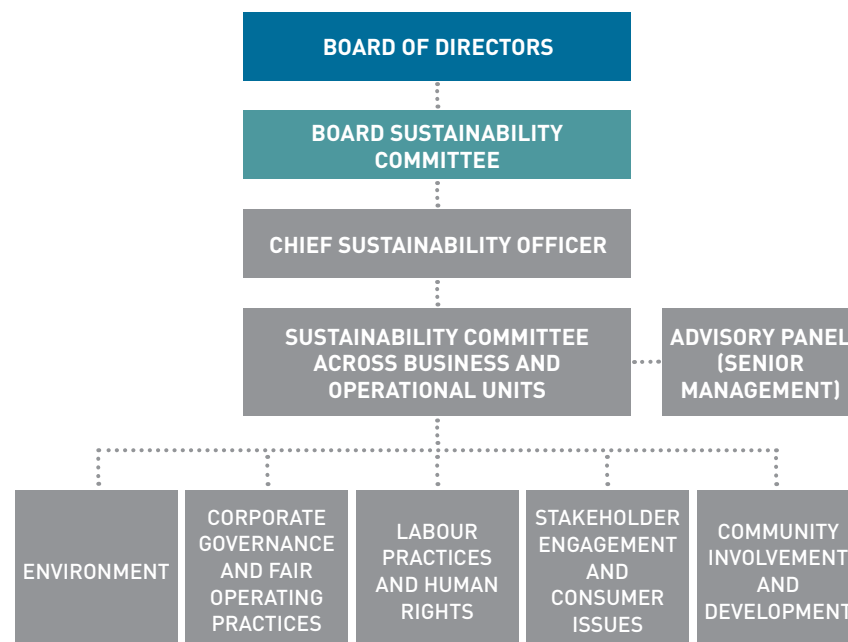 BOARD OF DIRECTORS
BOARD SUSTAINABILITY
COMMITTEE
CHIEF SUSTAINABILITY OFFICER
SUSTAINABILITY COMMITTEE
ACROSS BUSINESS AND
OPERATIONAL UNITS
ADVISORY PANEL
(SENIOR
MANAGEMENT)
ENVIRONMENT
CORPORATE
GOVERNANCE
AND FAIR
OPERATING
PRACTICES
LABOUR
PRACTICES
AND HUMAN
RIGHTS
STAKEHOLDER
ENGAGEMENT
AND
CONSUMER
ISSUES
COMMUNITY
INVOLVEMENT
AND
DEVELOPMENT